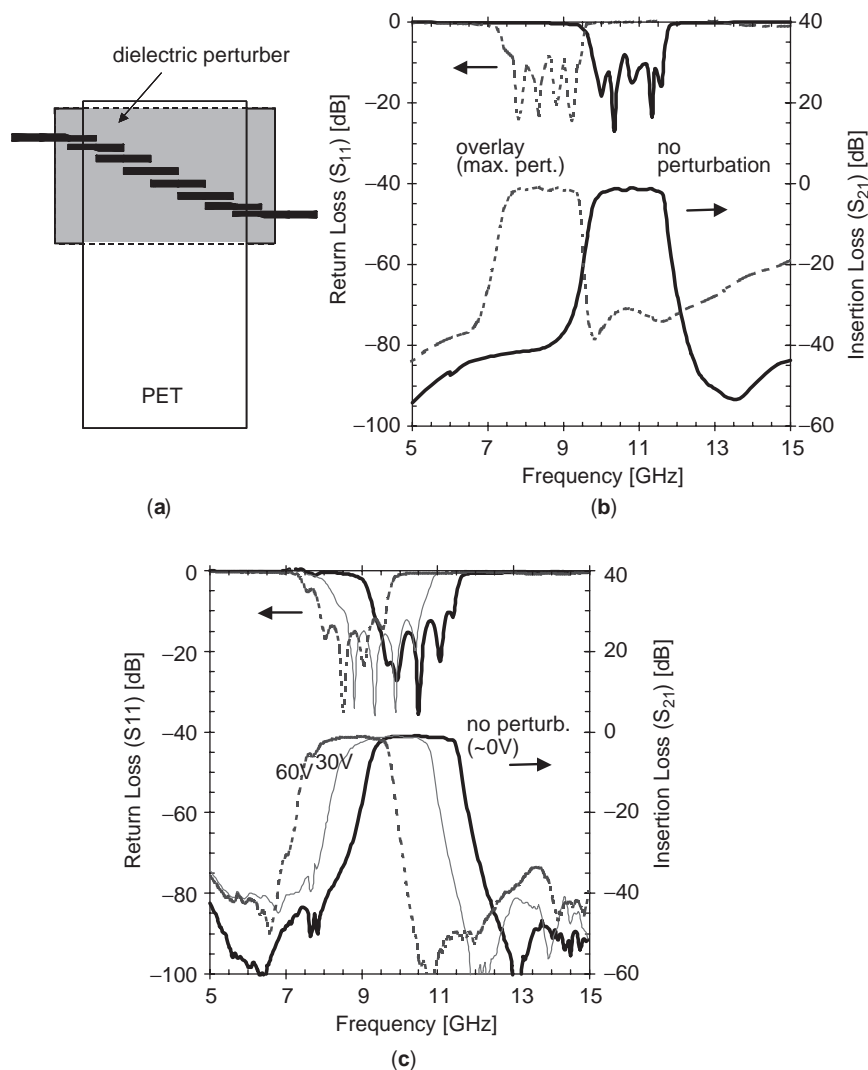 dielectric perturber
PET
(a)
0
−20
−40
−60
−80
−100
Return Loss (S11) [dB]
overlay
(max. pert.)
no
perturbation
40
20
0
−20
−40
−60
Insertion Loss (S21) [dB]
5 7 9 11 13 15
Frequency [GHz]
(b)
0
−20
−40
−60
−80
−100
Return Loss (S11) [dB]
60V 30V
no perturb.
(~0V)
40
20
0
−20
−40
−60
Insertion Loss (S21) [dB]
5 7 9 11 13 15
Frequency [GHz]
(c)